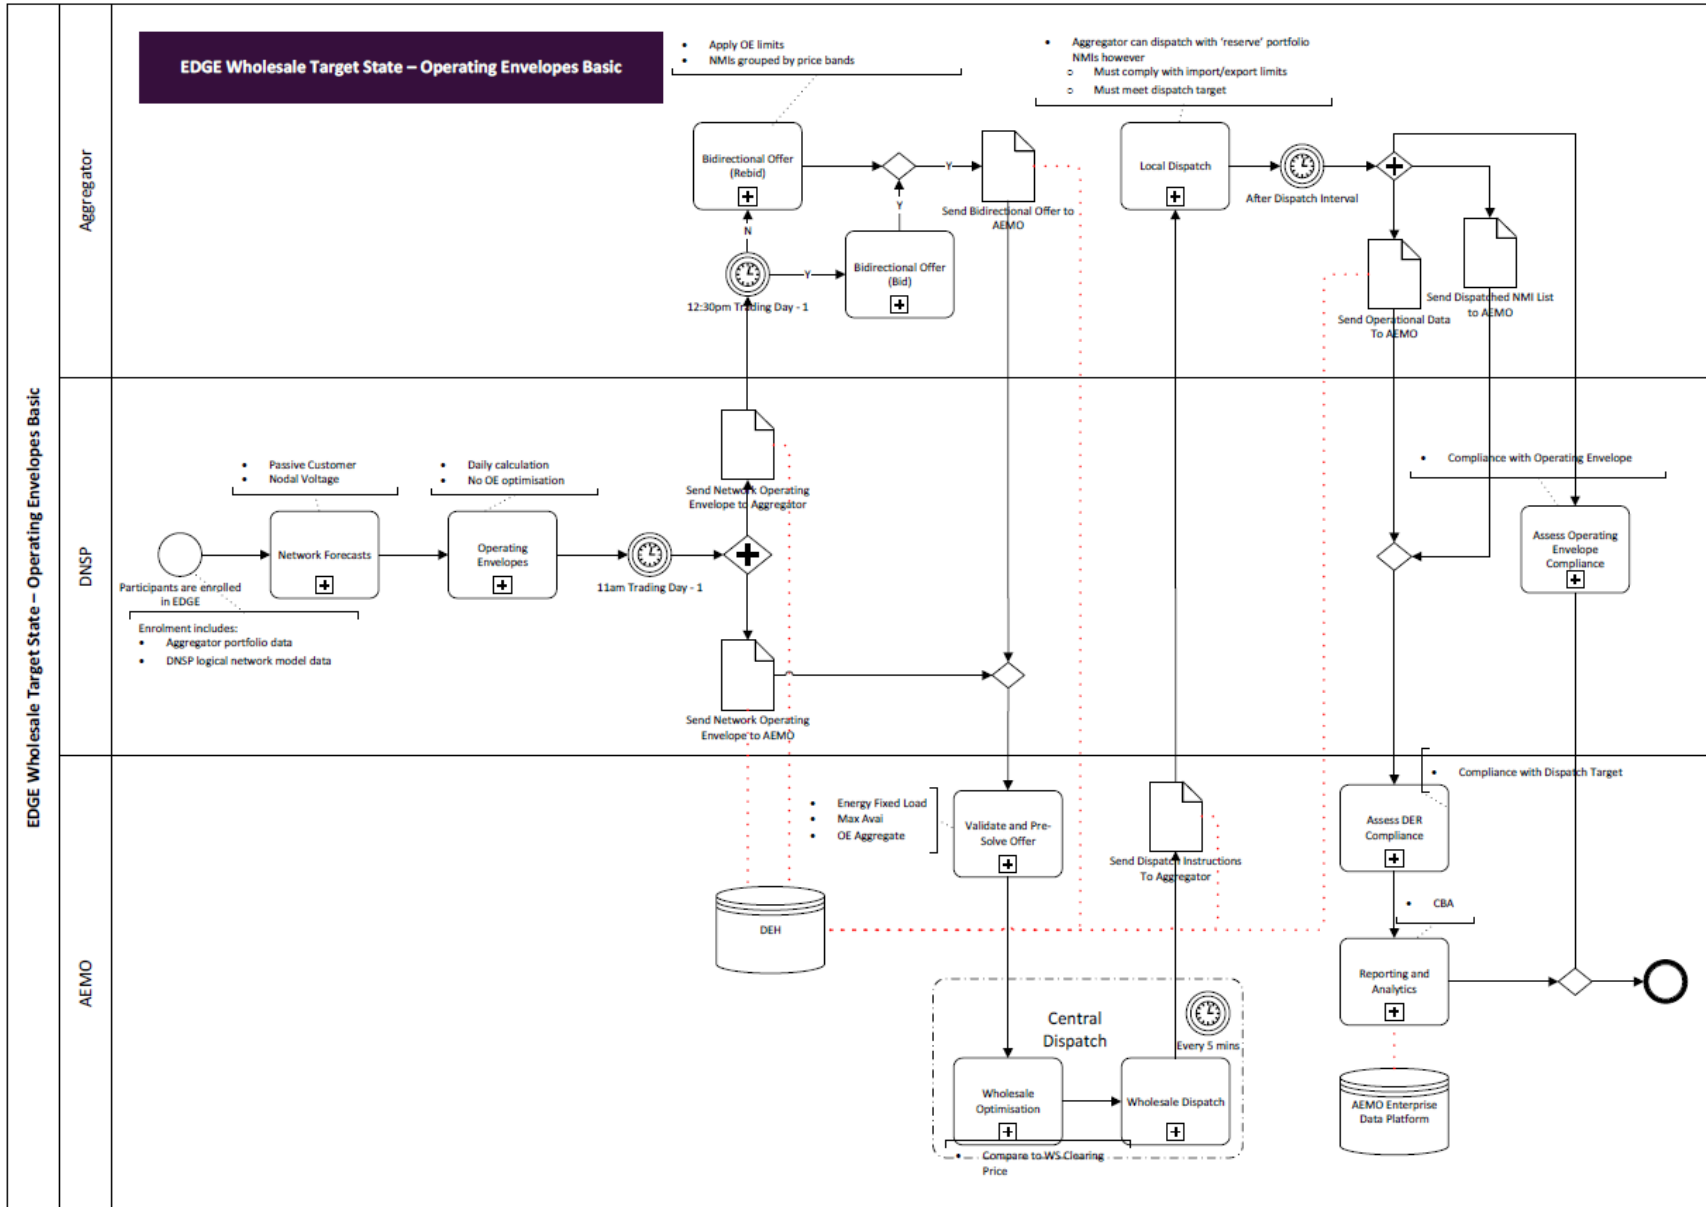 EDGE Wholesale Target State – Operating Envelopes Basic
EDGE Wholesale Target State – Operating Envelopes Basic
Aggregator
• Apply OE limits
• NMIs grouped by price bands
• Aggregator can dispatch with ‘reserve’ portfolio
NMIs however
o Must comply with import/export limits
o Must meet dispatch target
Bidirectional Offer
(Rebid)
Y
Send Bidirectional Offer to
AEMO
N
Y
12:30pm Trading Day - 1
Y
Bidirectional Offer
(Bid)
Local Dispatch
After Dispatch Interval
Send Dispatched NMI List
to AEMO
Send Operational Data
To AEMO
DNSP
Participants are enrolled
in EDGE
Enrolment includes:
• Aggregator portfolio data
• DNSP logical network model data
• Passive Customer
• Nodal Voltage
Network Forecasts
• Daily calculation
• No OE optimisation
Operating
Envelopes
11am Trading Day - 1
Send Network Operating
Envelope to Aggregator
Send Network Operating
Envelope to AEMO
• Compliance with Operating Envelope
Assess Operating
Envelope
Compliance
AEMO
DEH
• Energy Fixed Load
• Max Avai
• OE Aggregate
Validate and Pre-
Solve Offer
Send Dispatch Instructions
To Aggregator
• Compliance with Dispatch Target
Assess DER
Compliance
• CBA
Reporting and
Analytics
AEMO Enterprise
Data Platform
Central
Dispatch
Every 5 mins
Wholesale
Optimisation
Wholesale Dispatch
• Compare to WS Clearing
Price